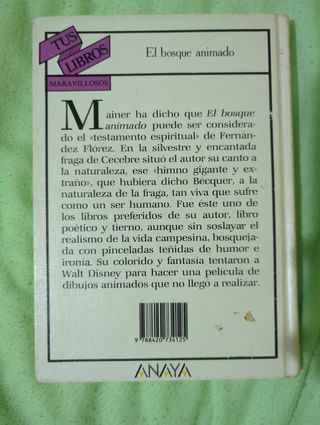 TUS
LIBROS
MARAVILLOSOS
El bosque animado
Mainer ha dicho que El bosque
animado puede ser considera-
do el «testamento espiritual» de Fernán-
dez Flórez. En la silvestre y encantada
fraga de Cecebre situó el autor su canto a
la naturaleza, ese «himno gigante y ex-
traño», que hubiera dicho Bécquer, a la
naturaleza de la fraga, tan viva que sufre
como un ser humano. Fue éste uno de
los libros preferidos de su autor, libro
poético y tierno, aunque sin soslayar el
realismo de la vida campesina, bosqueja-
da con pinceladas teñidas de humor e
ironía. Su colorido y fantasía tentaron a
Walt Disney para hacer una película de
dibujos animados que no llegó a realizar.
9 788420 734125
ANAYA